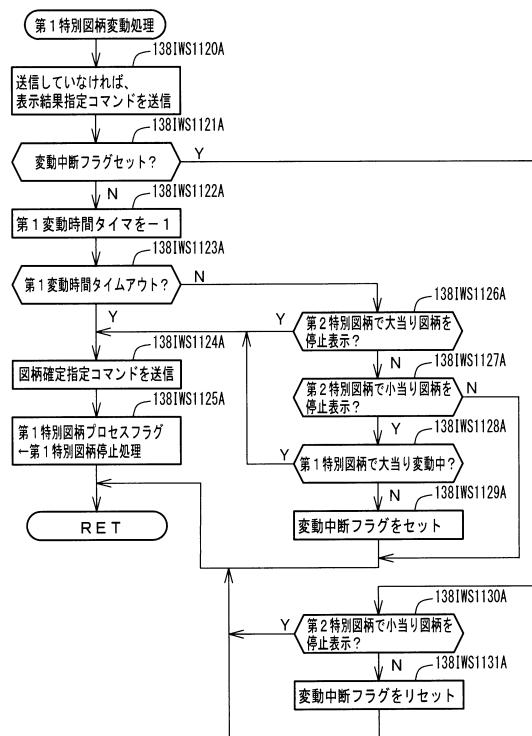 第1特別図柄変動処理
138IWS1120A
送信していなければ、
表示結果指定コマンドを送信
138IWS1121A
変動中断フラグセット?
Y
N
138IWS1122A
第1変動時間タイマを－1
138IWS1123A
第1変動時間タイムアウト?
N
Y
138IWS1124A
図柄確定指定コマンドを送信
138IWS1125A
第1特別図柄プロセスフラグ
←第1特別図柄停止処理
RET
138IWS1126A
第2特別図柄で大当り図柄を
停止表示?
Y
N
138IWS1127A
第2特別図柄で小当り図柄を
停止表示?
N
Y
138IWS1128A
第1特別図柄で大当り変動中?
Y
N
138IWS1129A
変動中断フラグをセット
138IWS1130A
第2特別図柄で小当り図柄を
停止表示?
Y
N
138IWS1131A
変動中断フラグをリセット